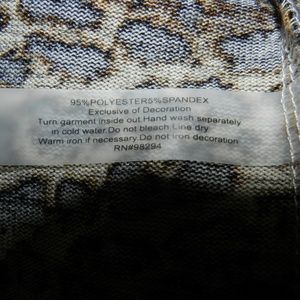 95%POLYESTER5%SPANDEX
Exclusive of Decoration
Turn garment inside out.Hand wash separately
in cold water.Do not bleach.Line dry
Warm iron if necessary.Do not iron decoration
RN#98294